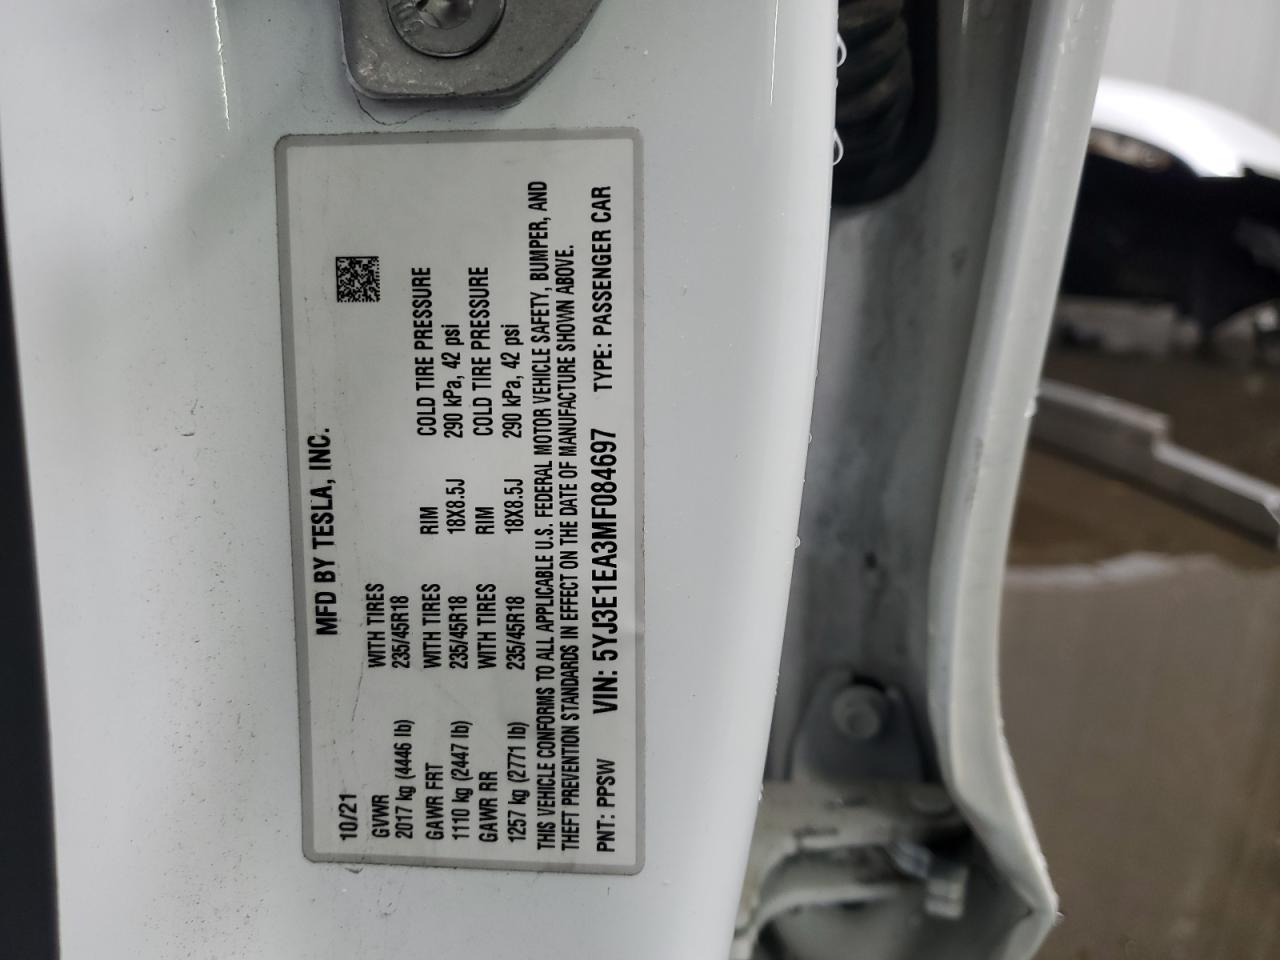 MFD BY TESLA, INC.
10/21
GVWR WITH TIRES
2017 kg (4446 lb) 235/45R18
GAWR FRT WITH TIRES RIM COLD TIRE PRESSURE
1110 kg (2447 lb) 235/45R18 18X8.5J 290 kPa, 42 psi
GAWR RR WITH TIRES RIM COLD TIRE PRESSURE
1257 kg (2771 lb) 235/45R18 18X8.5J 290 kPa, 42 psi
THIS VEHICLE CONFORMS TO ALL APPLICABLE U.S. FEDERAL MOTOR VEHICLE SAFETY, BUMPER, AND
THEFT PREVENTION STANDARDS IN EFFECT ON THE DATE OF MANUFACTURE SHOWN ABOVE.
PNT: PPSW VIN: 5YJ3E1EA3MF084697 TYPE: PASSENGER CAR